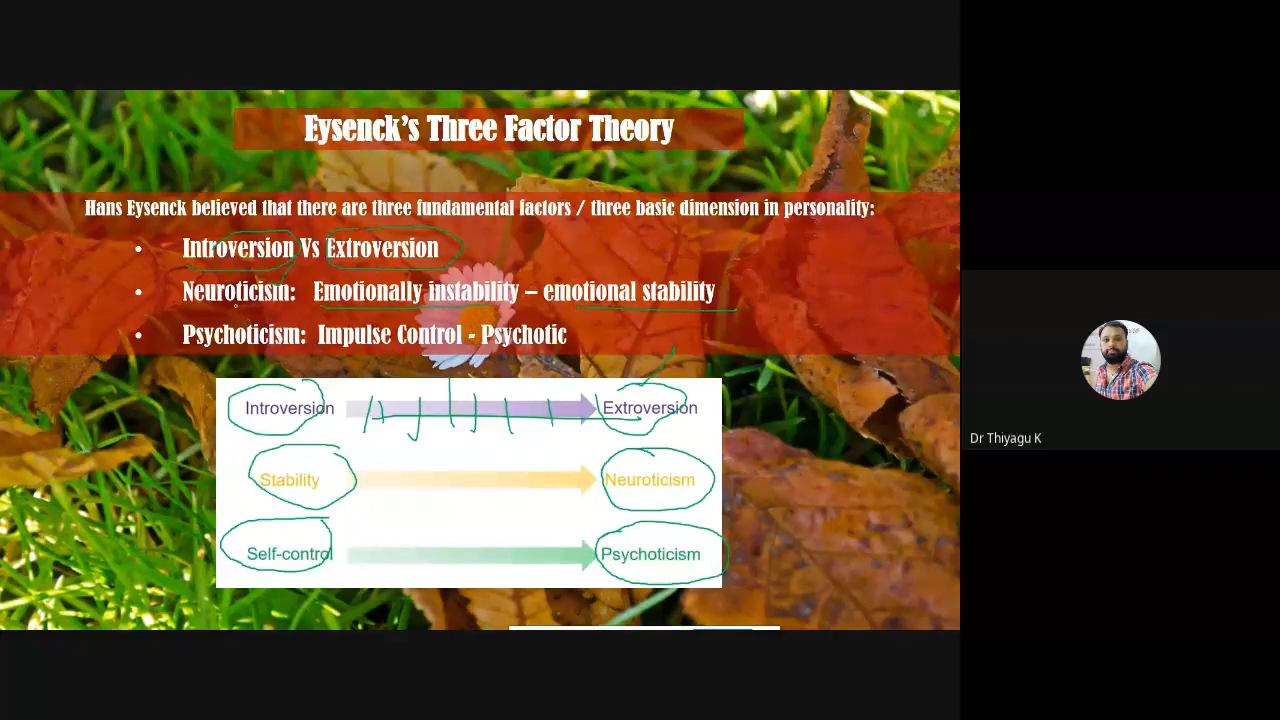 Eysenck's Three Factor Theory
Hans Eysenck believed that there are three fundamental factors / three basic dimension in personality:
• Introversion Vs Extroversion
• Neuroticism: Emotionally instability – emotional stability
• Psychoticism: Impulse Control - Psychotic
Introversion Extroversion
Stability Neuroticism
Self-control Psychoticism
Dr Thiyagu K